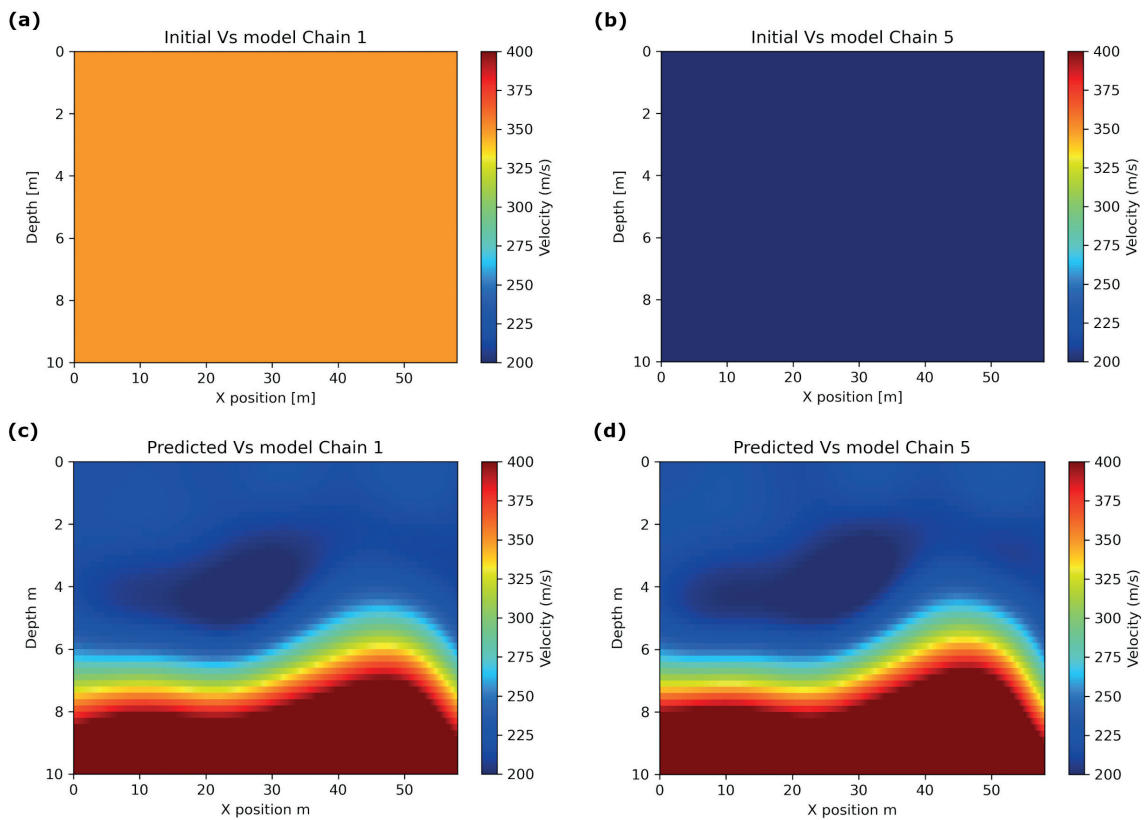 (a)
Initial Vs model Chain 1
0
2
4
6
8
10
Depth [m]
0 10 20 30 40 50
X position [m]
400
375
350
325
300
275
250
225
200
Velocity (m/s)
(b)
Initial Vs model Chain 5
0
2
4
6
8
10
Depth [m]
0 10 20 30 40 50
X position [m]
400
375
350
325
300
275
250
225
200
Velocity (m/s)
(c)
Predicted Vs model Chain 1
0
2
4
6
8
10
Depth m
0 10 20 30 40 50
X position m
400
375
350
325
300
275
250
225
200
Velocity (m/s)
(d)
Predicted Vs model Chain 5
0
2
4
6
8
10
Depth m
0 10 20 30 40 50
X position m
400
375
350
325
300
275
250
225
200
Velocity (m/s)